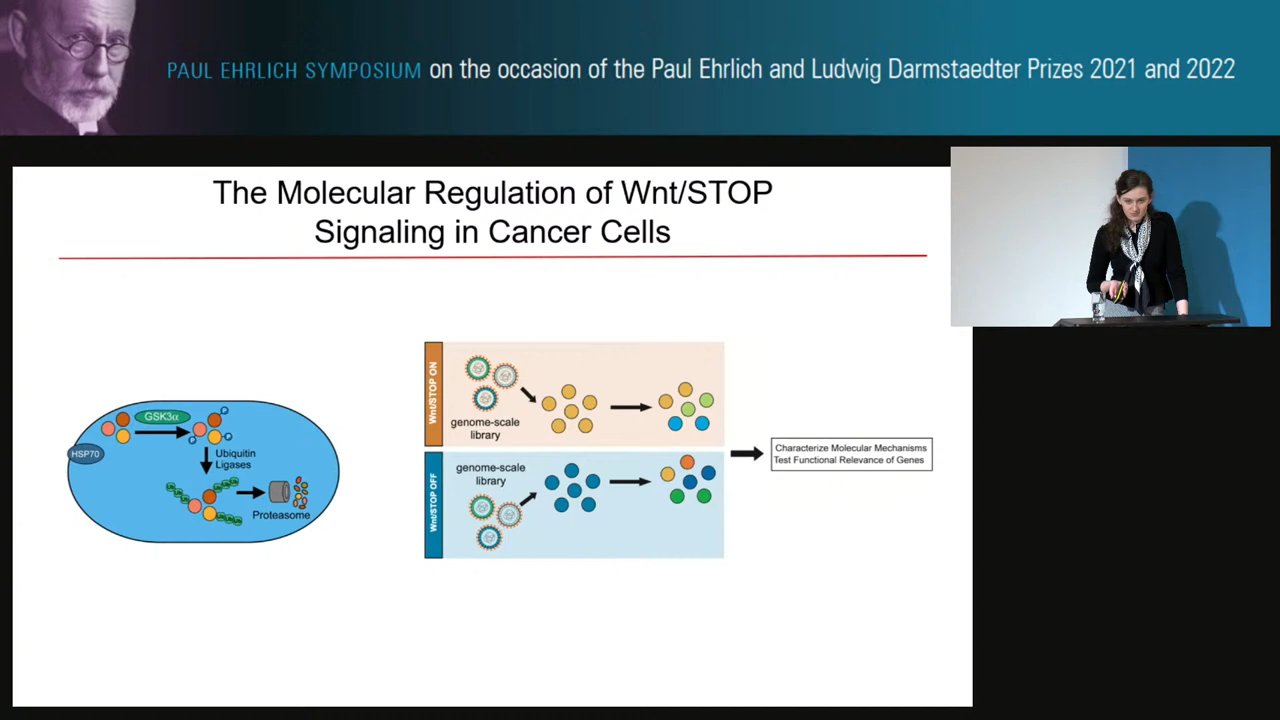 PAUL EHRLICH SYMPOSIUM on the occasion of the Paul Ehrlich and Ludwig Darmstaedter Prizes 2021 and 2022
The Molecular Regulation of Wnt/STOP
Signaling in Cancer Cells
GSK3α
P
HSP70
P
P
Ubiquitin
Ligases
Proteasome
Wnt/STOP ON
genome-scale
library
Wnt/STOP OFF
genome-scale
library
Characterize Molecular Mechanisms
Test Functional Relevance of Genes